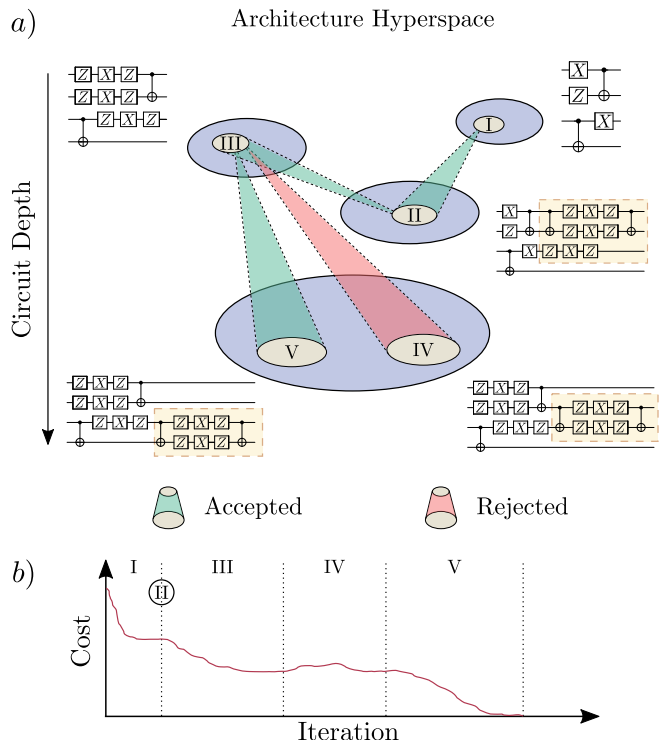 a)
Architecture Hyperspace
Circuit Depth
Z X Z
Z X Z
Z X Z
X
Z
X
I
III
II
X Z X Z
Z Z X Z
X Z X Z
V
IV
Z X Z
Z X Z
Z X Z Z X Z
Z X Z
Z X Z
Z X Z Z X Z
Z X Z Z X Z
Accepted
Rejected
b)
I
II
III
IV
V
Cost
Iteration